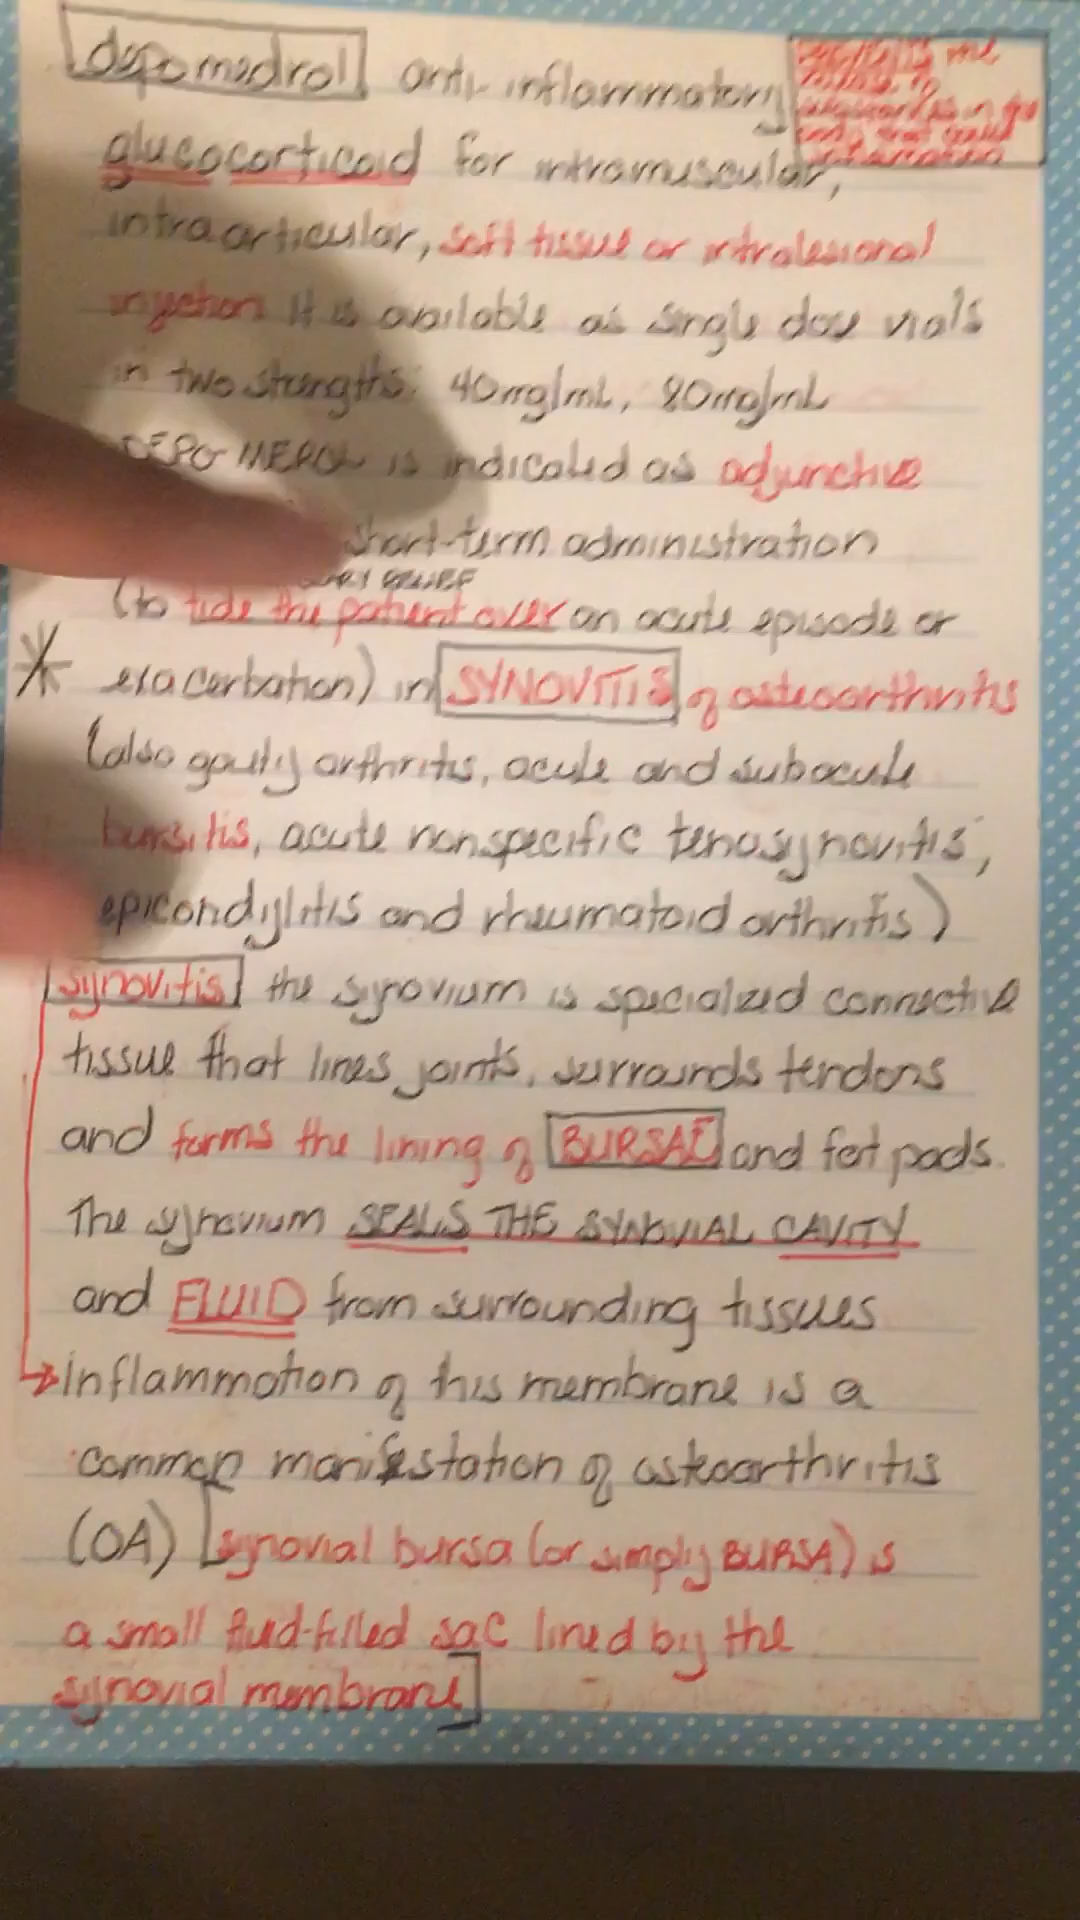 depomedrol anti-inflammatory
glucocorticoid for intramuscular,
intraarticular, soft tissue or intralesional
injection It is available as single dose vials
in two strengths: 40mg/mL, 80mg/mL
is indicated as adjunctive
short-term administration
RELIEF
(to tide the patient over an acute episode or
* exacerbation) in SYNOVITIS of osteoarthritis
(also gouty arthritis, acute and subacute
bursitis, acute nonspecific tenosynovitis,
epicondylitis and rheumatoid arthritis)
synovitis the synovium is specialized connective
tissue that lines joints, surrounds tendons
and forms the lining of BURSAE and fat pads.
The synovium SEALS THE SYNOVIAL CAVITY
and FLUID from surrounding tissues
→ Inflammation of this membrane is a
common manifestation of osteoarthritis
(OA) [synovial bursa (or simply BURSA) is
a small fluid-filled sac lined by the
synovial membrane]